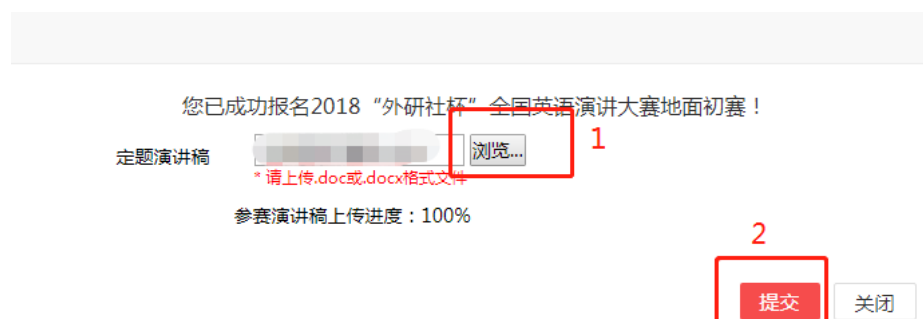 您已成功报名2018“外研社杯”全国英语演讲大赛地面初赛！
定题演讲稿 浏览... 1
* 请上传.doc或.docx格式文件
参赛演讲稿上传进度：100%
2
提交 关闭